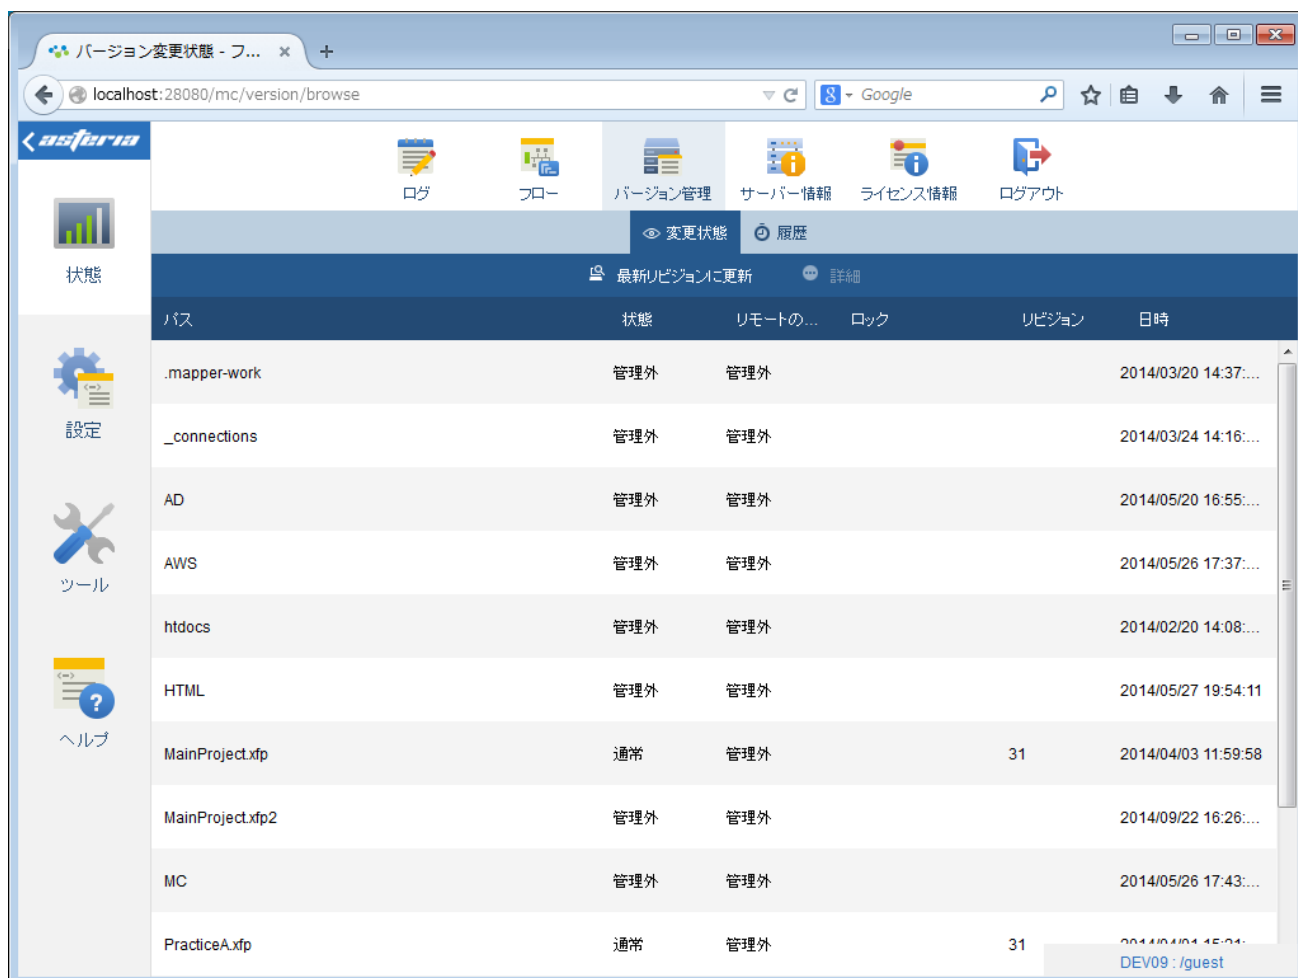 バージョン変更状態 - フ...
localhost:28080/mc/version/browse
8
Google
asteria
ログ
フロー
バージョン管理
サーバー情報
ライセンス情報
ログアウト
変更状態
履歴
最新リビジョンに更新
詳細
状態
設定
ツール
ヘルプ
パス 状態 リモートの... ロック リビジョン 日時
.mapper-work 管理外 管理外 2014/03/20 14:37:...
_connections 管理外 管理外 2014/03/24 14:16:...
AD 管理外 管理外 2014/05/20 16:55:...
AWS 管理外 管理外 2014/05/26 17:37:...
htdocs 管理外 管理外 2014/02/20 14:08:...
HTML 管理外 管理外 2014/05/27 19:54:11
MainProject.xfp 通常 管理外 31 2014/04/03 11:59:58
MainProject.xfp2 管理外 管理外 2014/09/22 16:26:...
MC 管理外 管理外 2014/05/26 17:43:...
PracticeA.xfp 通常 管理外 31
DEV09 : /guest